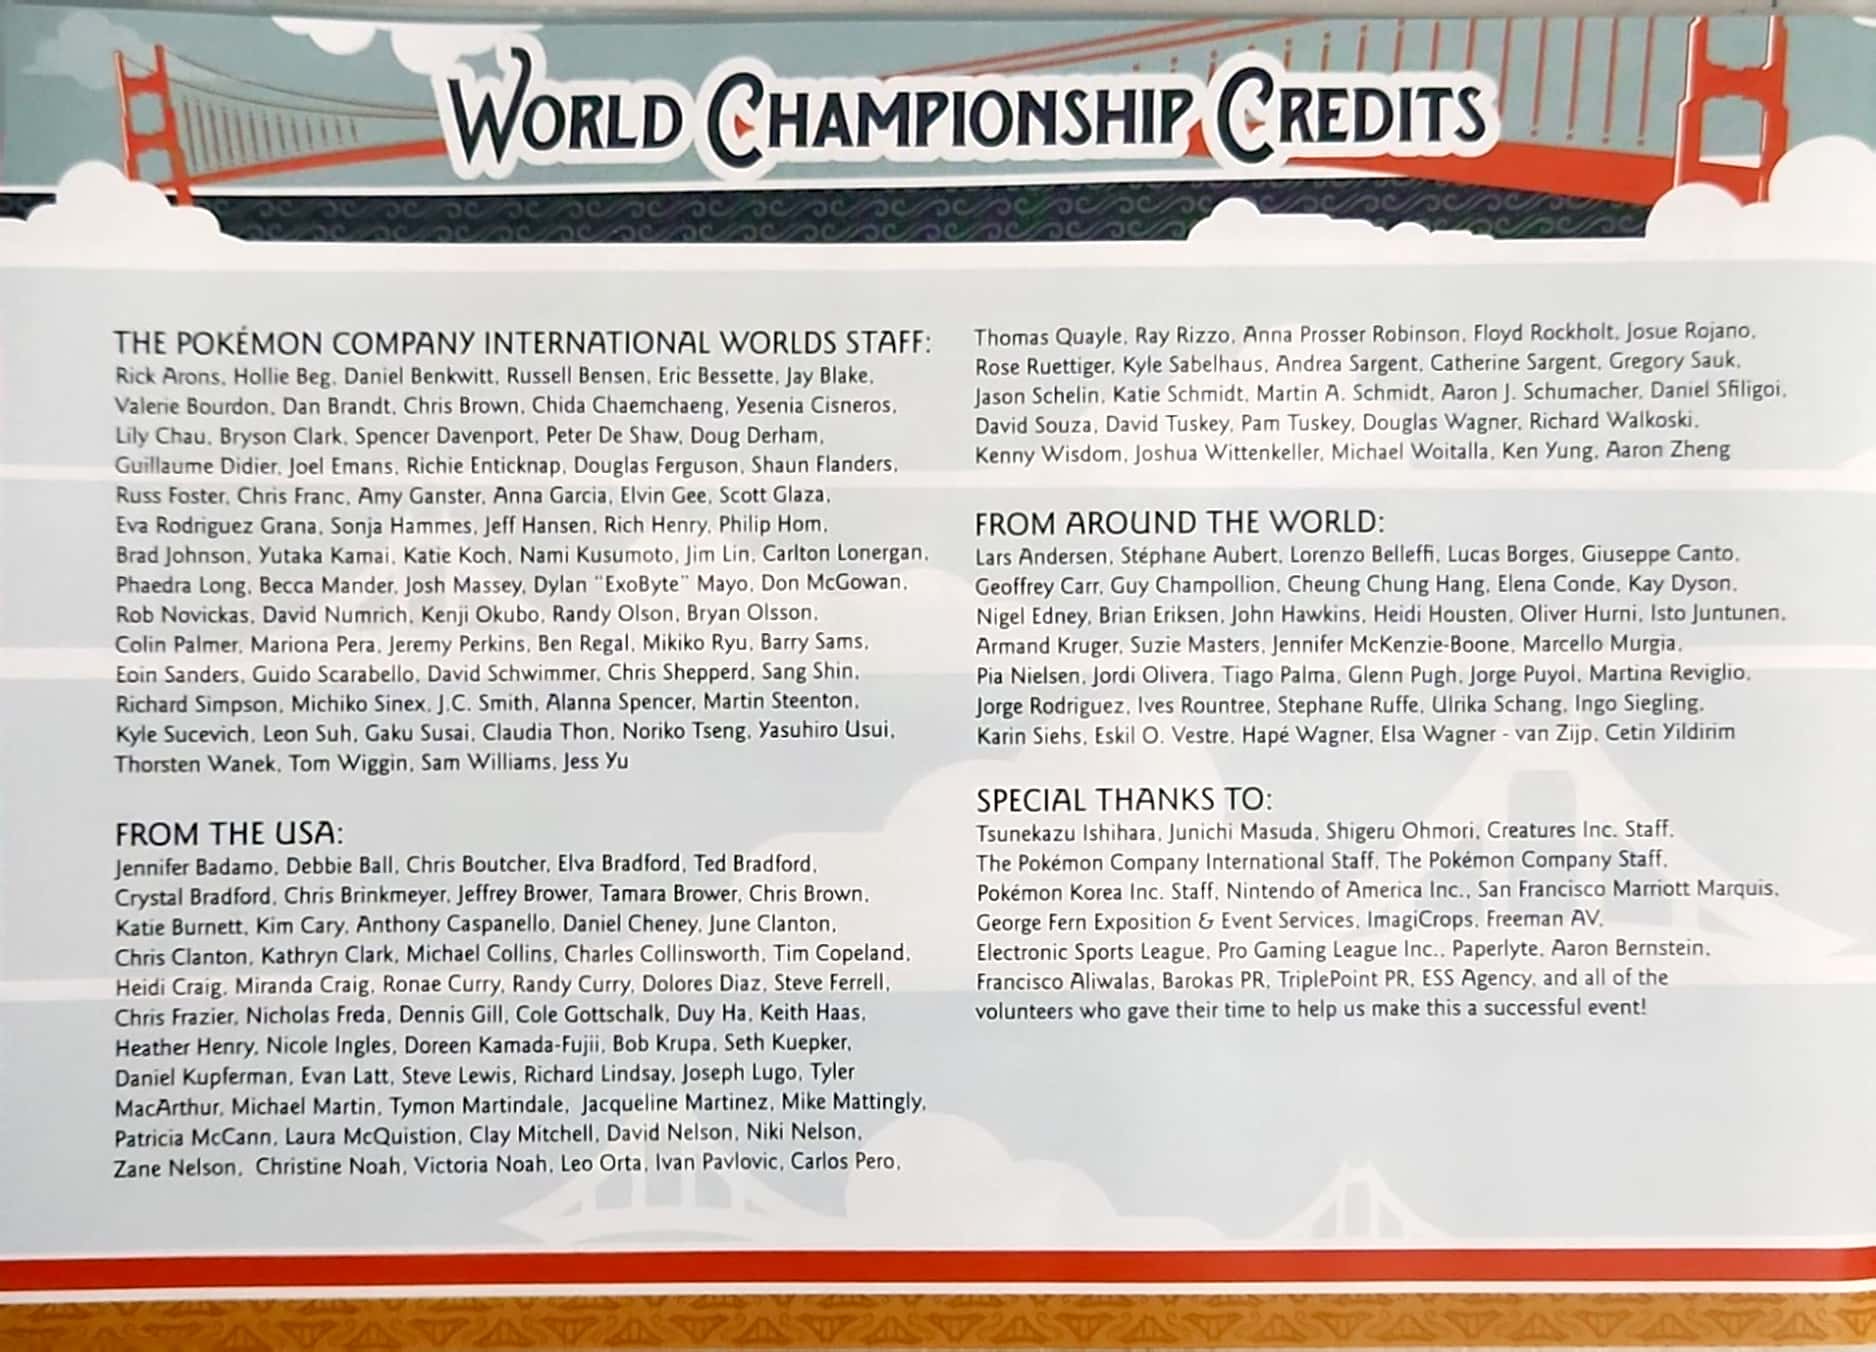 WORLD CHAMPIONSHIP CREDITS
THE POKÉMON COMPANY INTERNATIONAL WORLDS STAFF:
Rick Arons, Hollie Beg, Daniel Benkwitt, Russell Bensen, Eric Bessette, Jay Blake,
Valerie Bourdon, Dan Brandt, Chris Brown, Chida Chaemchaeng, Yesenia Cisneros,
Lily Chau, Bryson Clark, Spencer Davenport, Peter De Shaw, Doug Derham,
Guillaume Didier, Joel Emans, Richie Enticknap, Douglas Ferguson, Shaun Flanders,
Russ Foster, Chris Franc, Amy Ganster, Anna Garcia, Elvin Gee, Scott Glaza,
Eva Rodriguez Grana, Sonja Hammes, Jeff Hansen, Rich Henry, Philip Hom,
Brad Johnson, Yutaka Kamai, Katie Koch, Nami Kusumoto, Jim Lin, Carlton Lonergan,
Phaedra Long, Becca Mander, Josh Massey, Dylan "ExoByte" Mayo, Don McGowan,
Rob Novickas, David Numrich, Kenji Okubo, Randy Olson, Bryan Olsson,
Colin Palmer, Mariona Pera, Jeremy Perkins, Ben Regal, Mikiko Ryu, Barry Sams,
Eoin Sanders, Guido Scarabello, David Schwimmer, Chris Shepperd, Sang Shin,
Richard Simpson, Michiko Sinex, J.C. Smith, Alanna Spencer, Martin Steenton,
Kyle Sucevich, Leon Suh, Gaku Susai, Claudia Thon, Noriko Tseng, Yasuhiro Usui,
Thorsten Wanek, Tom Wiggin, Sam Williams, Jess Yu
FROM THE USA:
Jennifer Badamo, Debbie Ball, Chris Boutcher, Elva Bradford, Ted Bradford,
Crystal Bradford, Chris Brinkmeyer, Jeffrey Brower, Tamara Brower, Chris Brown,
Katie Burnett, Kim Cary, Anthony Caspanello, Daniel Cheney, June Clanton,
Chris Clanton, Kathryn Clark, Michael Collins, Charles Collinsworth, Tim Copeland,
Heidi Craig, Miranda Craig, Ronae Curry, Randy Curry, Dolores Diaz, Steve Ferrell,
Chris Frazier, Nicholas Freda, Dennis Gill, Cole Gottschalk, Duy Ha, Keith Haas,
Heather Henry, Nicole Ingles, Doreen Kamada-Fujii, Bob Krupa, Seth Kuepker,
Daniel Kupferman, Evan Latt, Steve Lewis, Richard Lindsay, Joseph Lugo, Tyler
MacArthur, Michael Martin, Tymon Martindale, Jacqueline Martinez, Mike Mattingly,
Patricia McCann, Laura McQuistion, Clay Mitchell, David Nelson, Niki Nelson,
Zane Nelson, Christine Noah, Victoria Noah, Leo Orta, Ivan Pavlovic, Carlos Pero,
Thomas Quayle, Ray Rizzo, Anna Prosser Robinson, Floyd Rockholt, Josue Rojano,
Rose Ruettiger, Kyle Sabelhaus, Andrea Sargent, Catherine Sargent, Gregory Sauk,
Jason Schelin, Katie Schmidt, Martin A. Schmidt, Aaron J. Schumacher, Daniel Sfiligoi,
David Souza, David Tuskey, Pam Tuskey, Douglas Wagner, Richard Walkoski,
Kenny Wisdom, Joshua Wittenkeller, Michael Woitalla, Ken Yung, Aaron Zheng
FROM AROUND THE WORLD:
Lars Andersen, Stéphane Aubert, Lorenzo Belleffi, Lucas Borges, Giuseppe Canto,
Geoffrey Carr, Guy Champollion, Cheung Chung Hang, Elena Conde, Kay Dyson,
Nigel Edney, Brian Eriksen, John Hawkins, Heidi Housten, Oliver Hurni, Isto Juntunen,
Armand Kruger, Suzie Masters, Jennifer McKenzie-Boone, Marcello Murgia,
Pia Nielsen, Jordi Olivera, Tiago Palma, Glenn Pugh, Jorge Puyol, Martina Reviglio,
Jorge Rodriguez, Ives Rountree, Stephane Ruffe, Ulrika Schang, Ingo Siegling,
Karin Siehs, Eskil O. Vestre, Hapé Wagner, Elsa Wagner - van Zijp, Cetin Yildirim
SPECIAL THANKS TO:
Tsunekazu Ishihara, Junichi Masuda, Shigeru Ohmori, Creatures Inc. Staff,
The Pokémon Company International Staff, The Pokémon Company Staff,
Pokémon Korea Inc. Staff, Nintendo of America Inc., San Francisco Marriott Marquis,
George Fern Exposition & Event Services, ImagiCrops, Freeman AV,
Electronic Sports League, Pro Gaming League Inc., Paperlyte, Aaron Bernstein,
Francisco Aliwalas, Barokas PR, TriplePoint PR, ESS Agency, and all of the
volunteers who gave their time to help us make this a successful event!